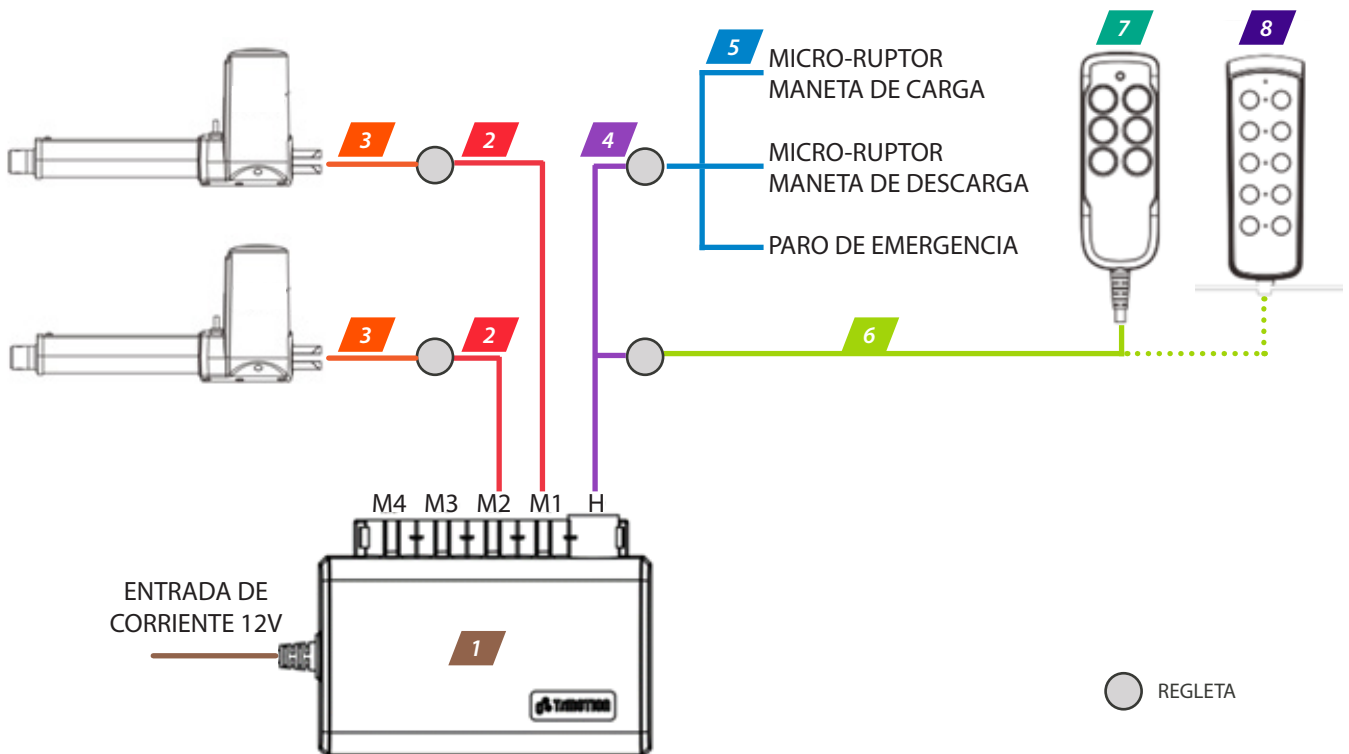 7
8
5
MICRO-RUPTOR
MANETA DE CARGA
3
2
4
MICRO-RUPTOR
MANETA DE DESCARGA
PARO DE EMERGENCIA
3
2
6
M4 M3 M2 M1 H
ENTRADA DE
CORRIENTE 12V
1
TiMOTION
REGLETA